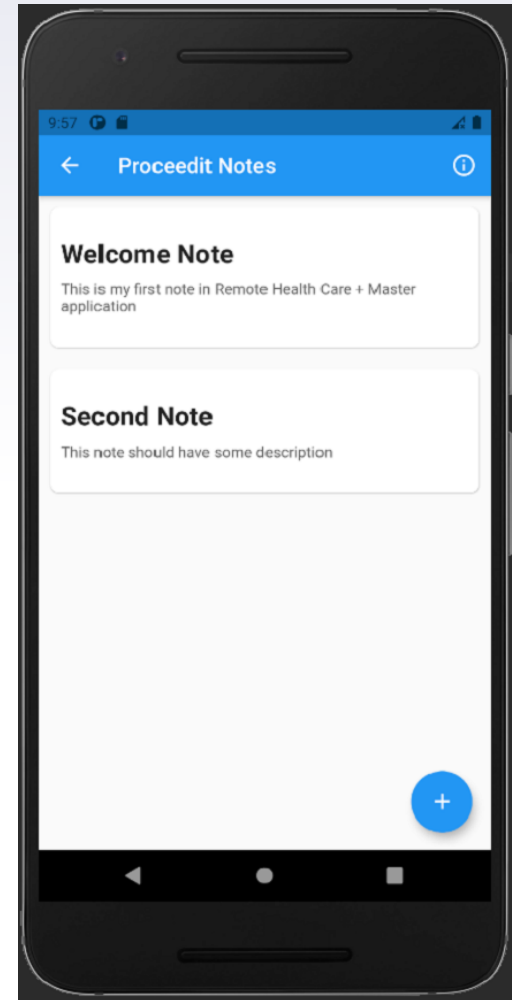 9:57
Proceedit Notes
Welcome Note
This is my first note in Remote Health Care + Master
application
Second Note
This note should have some description